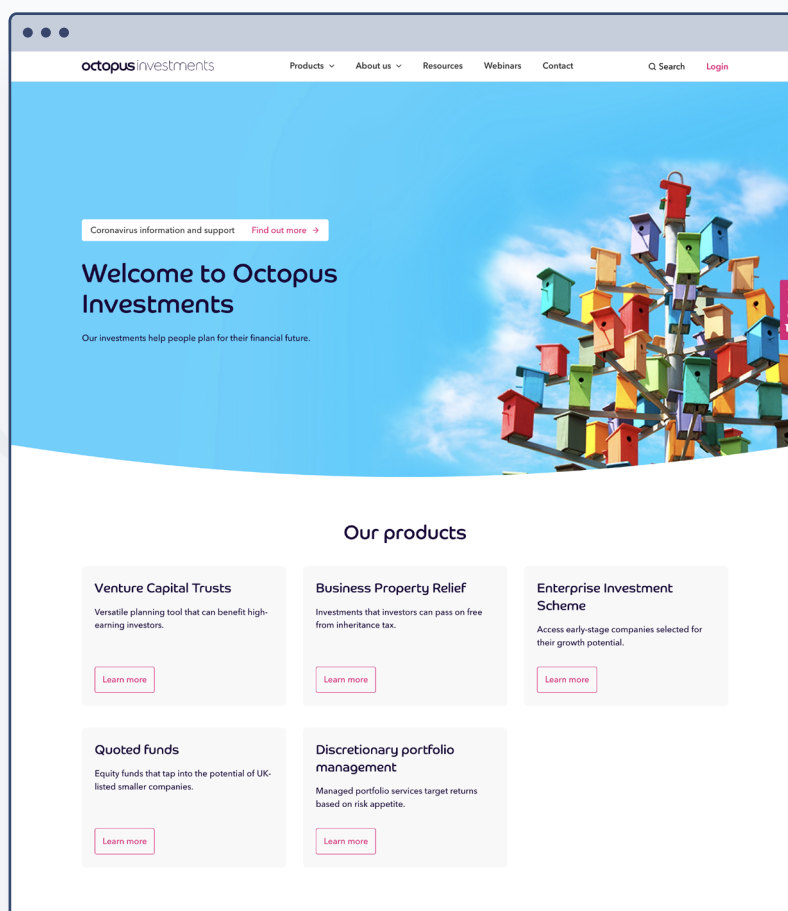 octopusinvestments
Products About us Resources Webinars Contact Search Login
Coronavirus information and support Find out more →
Welcome to Octopus
Investments
Our investments help people plan for their financial future.
Our products
Venture Capital Trusts
Versatile planning tool that can benefit high-
earning investors.
Learn more
Business Property Relief
Investments that investors can pass on free
from inheritance tax.
Learn more
Enterprise Investment
Scheme
Access early-stage companies selected for
their growth potential.
Learn more
Quoted funds
Equity funds that tap into the potential of UK-
listed smaller companies.
Learn more
Discretionary portfolio
management
Managed portfolio services target returns
based on risk appetite.
Learn more